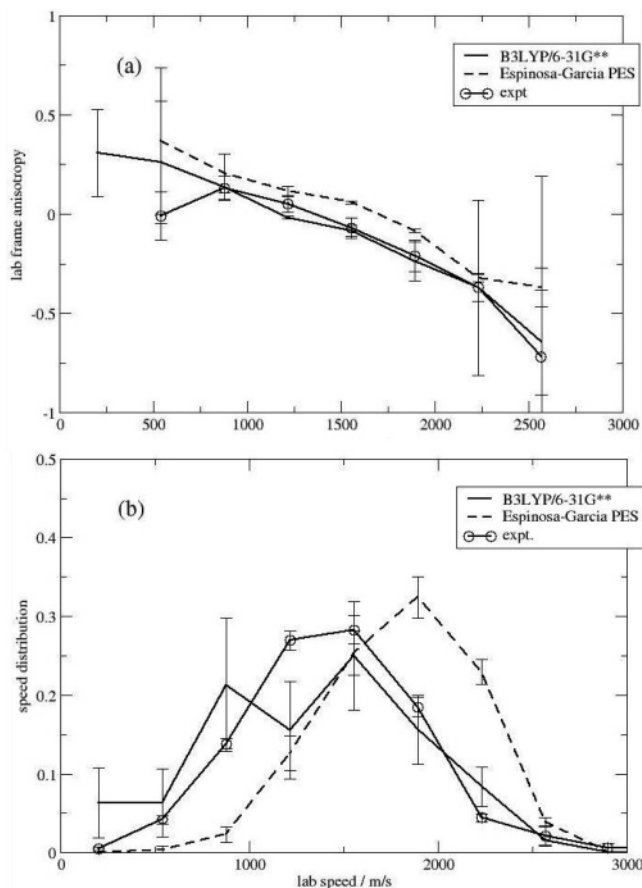 (a)
B3LYP/6-31G**
Espinosa-Garcia PES
expt
lab frame anisotropy
1
0.5
0
-0.5
-1
0 500 1000 1500 2000 2500 3000
(b)
B3LYP/6-31G**
Espinosa-Garcia PES
expt.
speed distribution
0.5
0.4
0.3
0.2
0.1
0
0 1000 2000 3000
lab speed / m/s